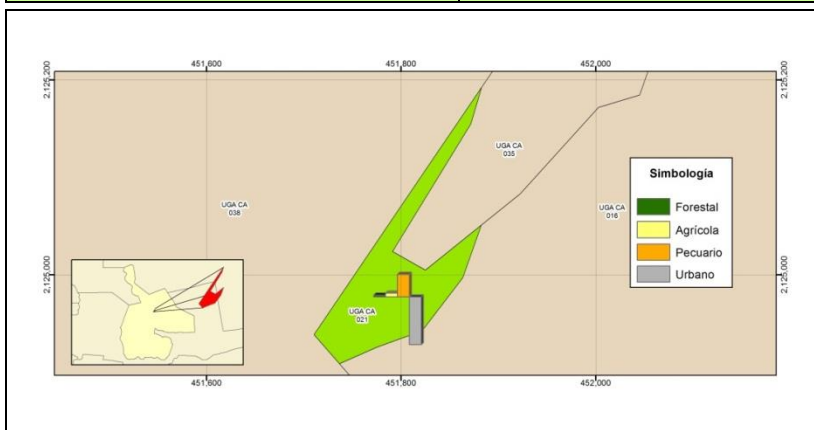 451,600 451,800 452,000
2,125,200 2,125,200
UGA CA
035
UGA CA
038
UGA CA
016
Simbología
Forestal
Agrícola
Pecuario
Urbano
2,125,000 2,125,000
UGA CA
021
451,600 451,800 452,000